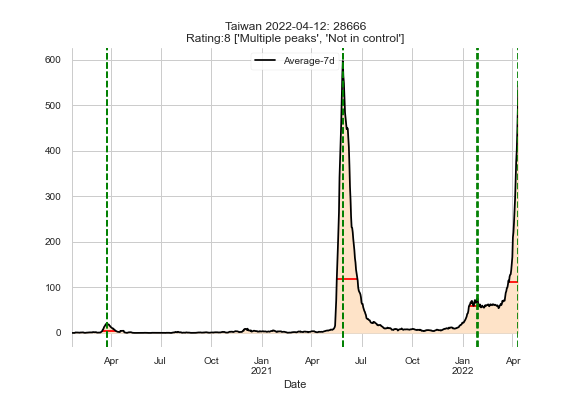 Taiwan 2022-04-12: 28666
Rating:8 ['Multiple peaks', 'Not in control']
Average-7d
600
500
400
300
200
100
0
Apr Jul Oct Jan Apr Jul Oct Jan Apr
2021 2022
Date